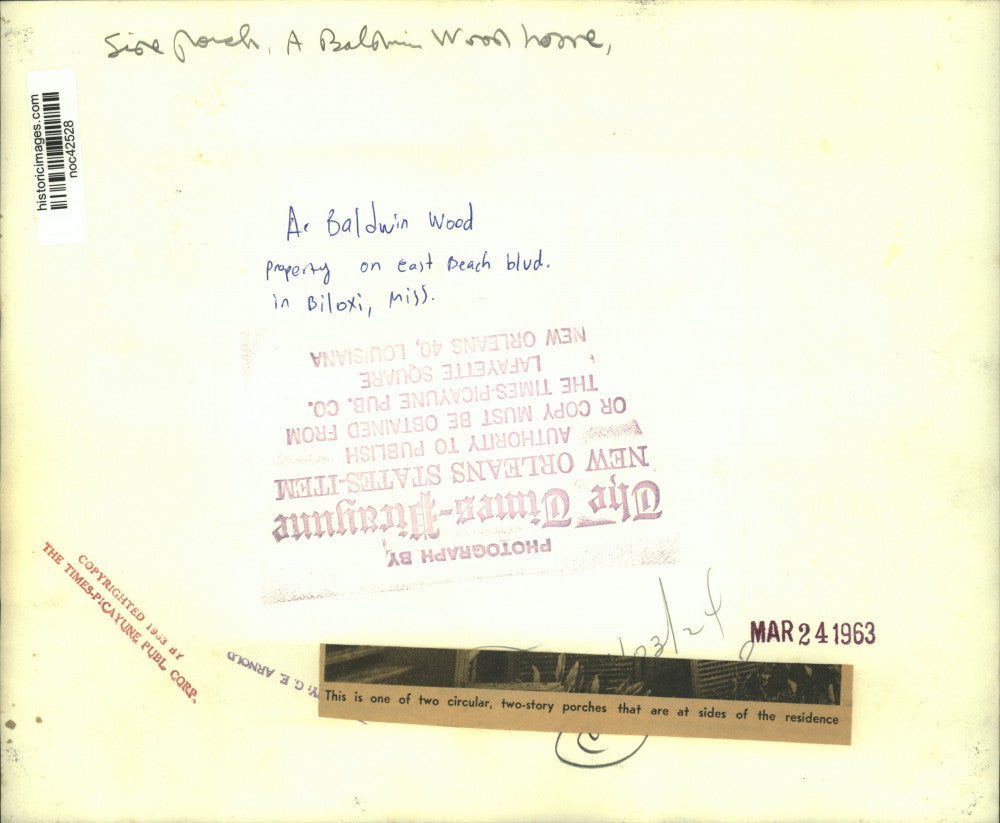 Side porch, A Baldwin Wood home,
historicimages.com
noc42528
A. Baldwin Wood
property on East Beach blvd.
in Biloxi, Miss.
PHOTOGRAPH BY
The Times-Picayune
NEW ORLEANS STATES-ITEM
AUTHORITY TO PUBLISH
OR COPY MUST BE OBTAINED FROM
THE TIMES-PICAYUNE PUB. CO.
LAFAYETTE SQUARE
NEW ORLEANS 40, LOUISIANA
COPYRIGHTED 1963 BY
THE TIMES-PICAYUNE PUBL. CORP.
BY: G. E. ARNOLD
MAR 24 1963
This is one of two circular, two-story porches that are at sides of the residence